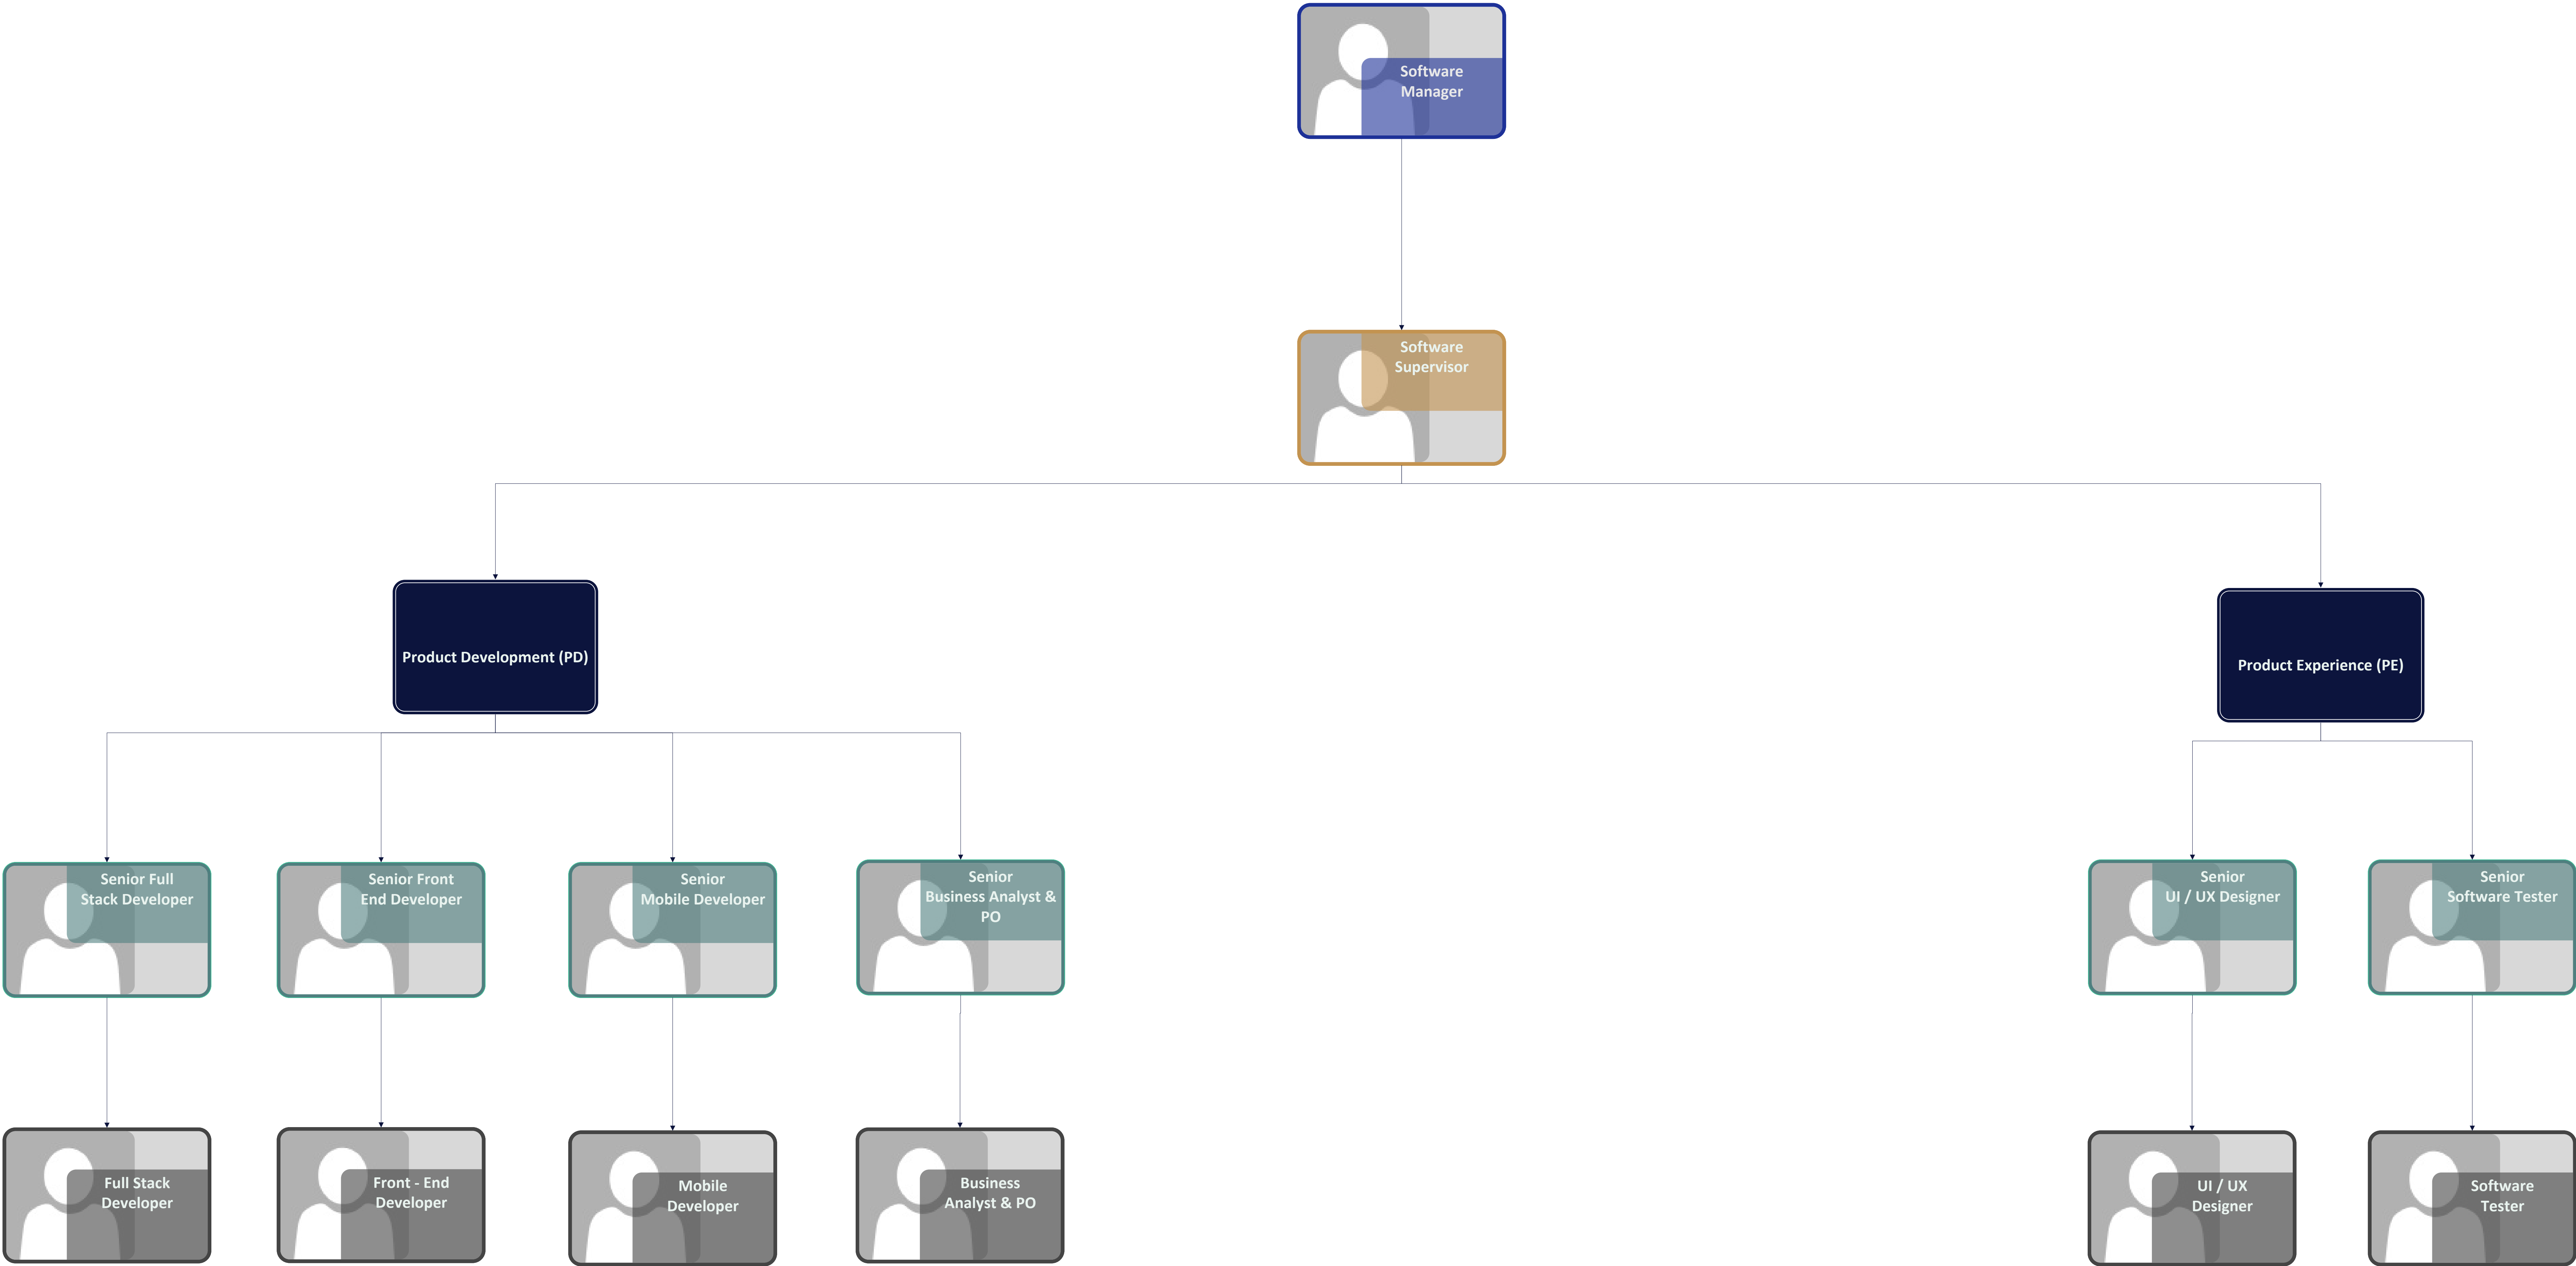 Software
Manager
Software
Supervisor
Product Development (PD)
Product Experience (PE)
Senior Full
Stack Developer
Senior Front
End Developer
Senior
Mobile Developer
Senior
Business Analyst &
PO
Senior
UI / UX Designer
Senior
Software Tester
Full Stack
Developer
Front - End
Developer
Mobile
Developer
Business
Analyst & PO
UI / UX
Designer
Software
Tester